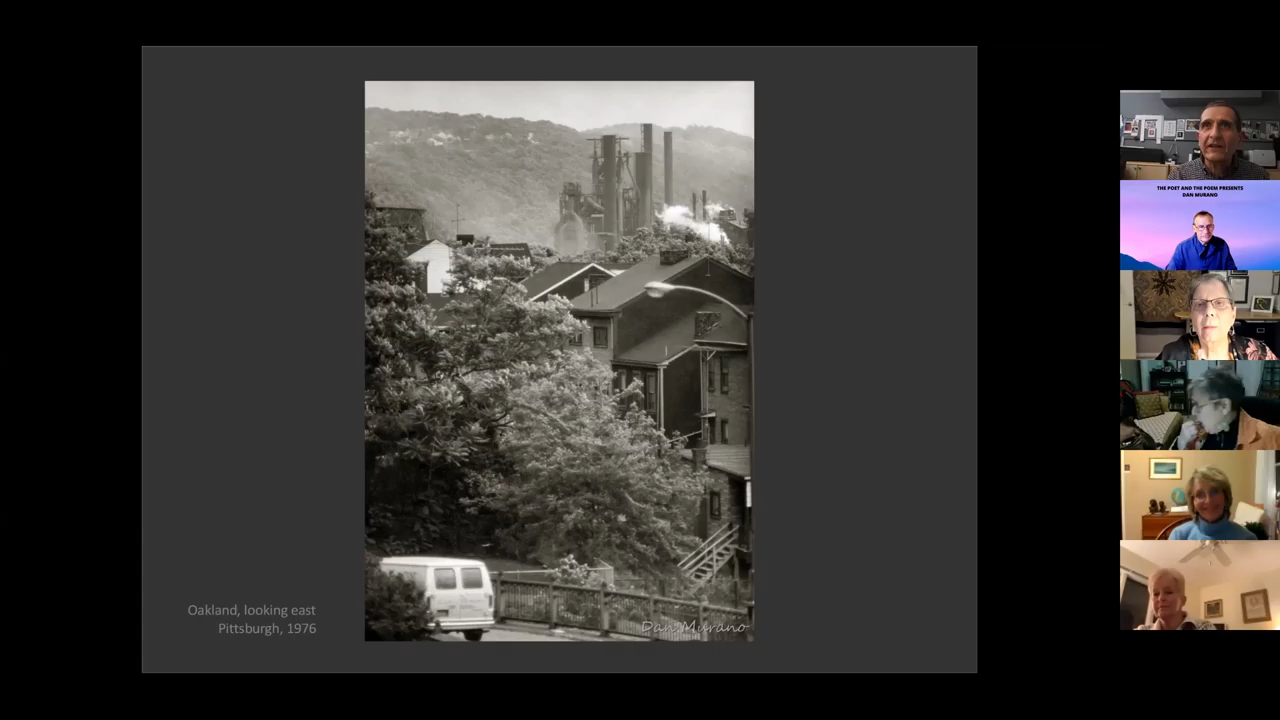 THE POET AND THE POEM PRESENTS
DAN MURANO
Oakland, looking east
Pittsburgh, 1976
Dan Murano